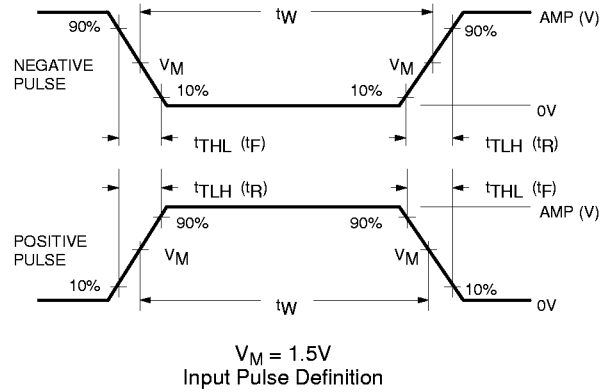 tW
90%
90%
AMP (V)
NEGATIVE
PULSE
VM
VM
10%
10%
0V
tTHL (tF)
tTLH (tR)
tTLH (tR)
tTHL (tF)
90%
90%
AMP (V)
POSITIVE
PULSE
VM
VM
10%
10%
tW
0V
VM = 1.5V
Input Pulse Definition